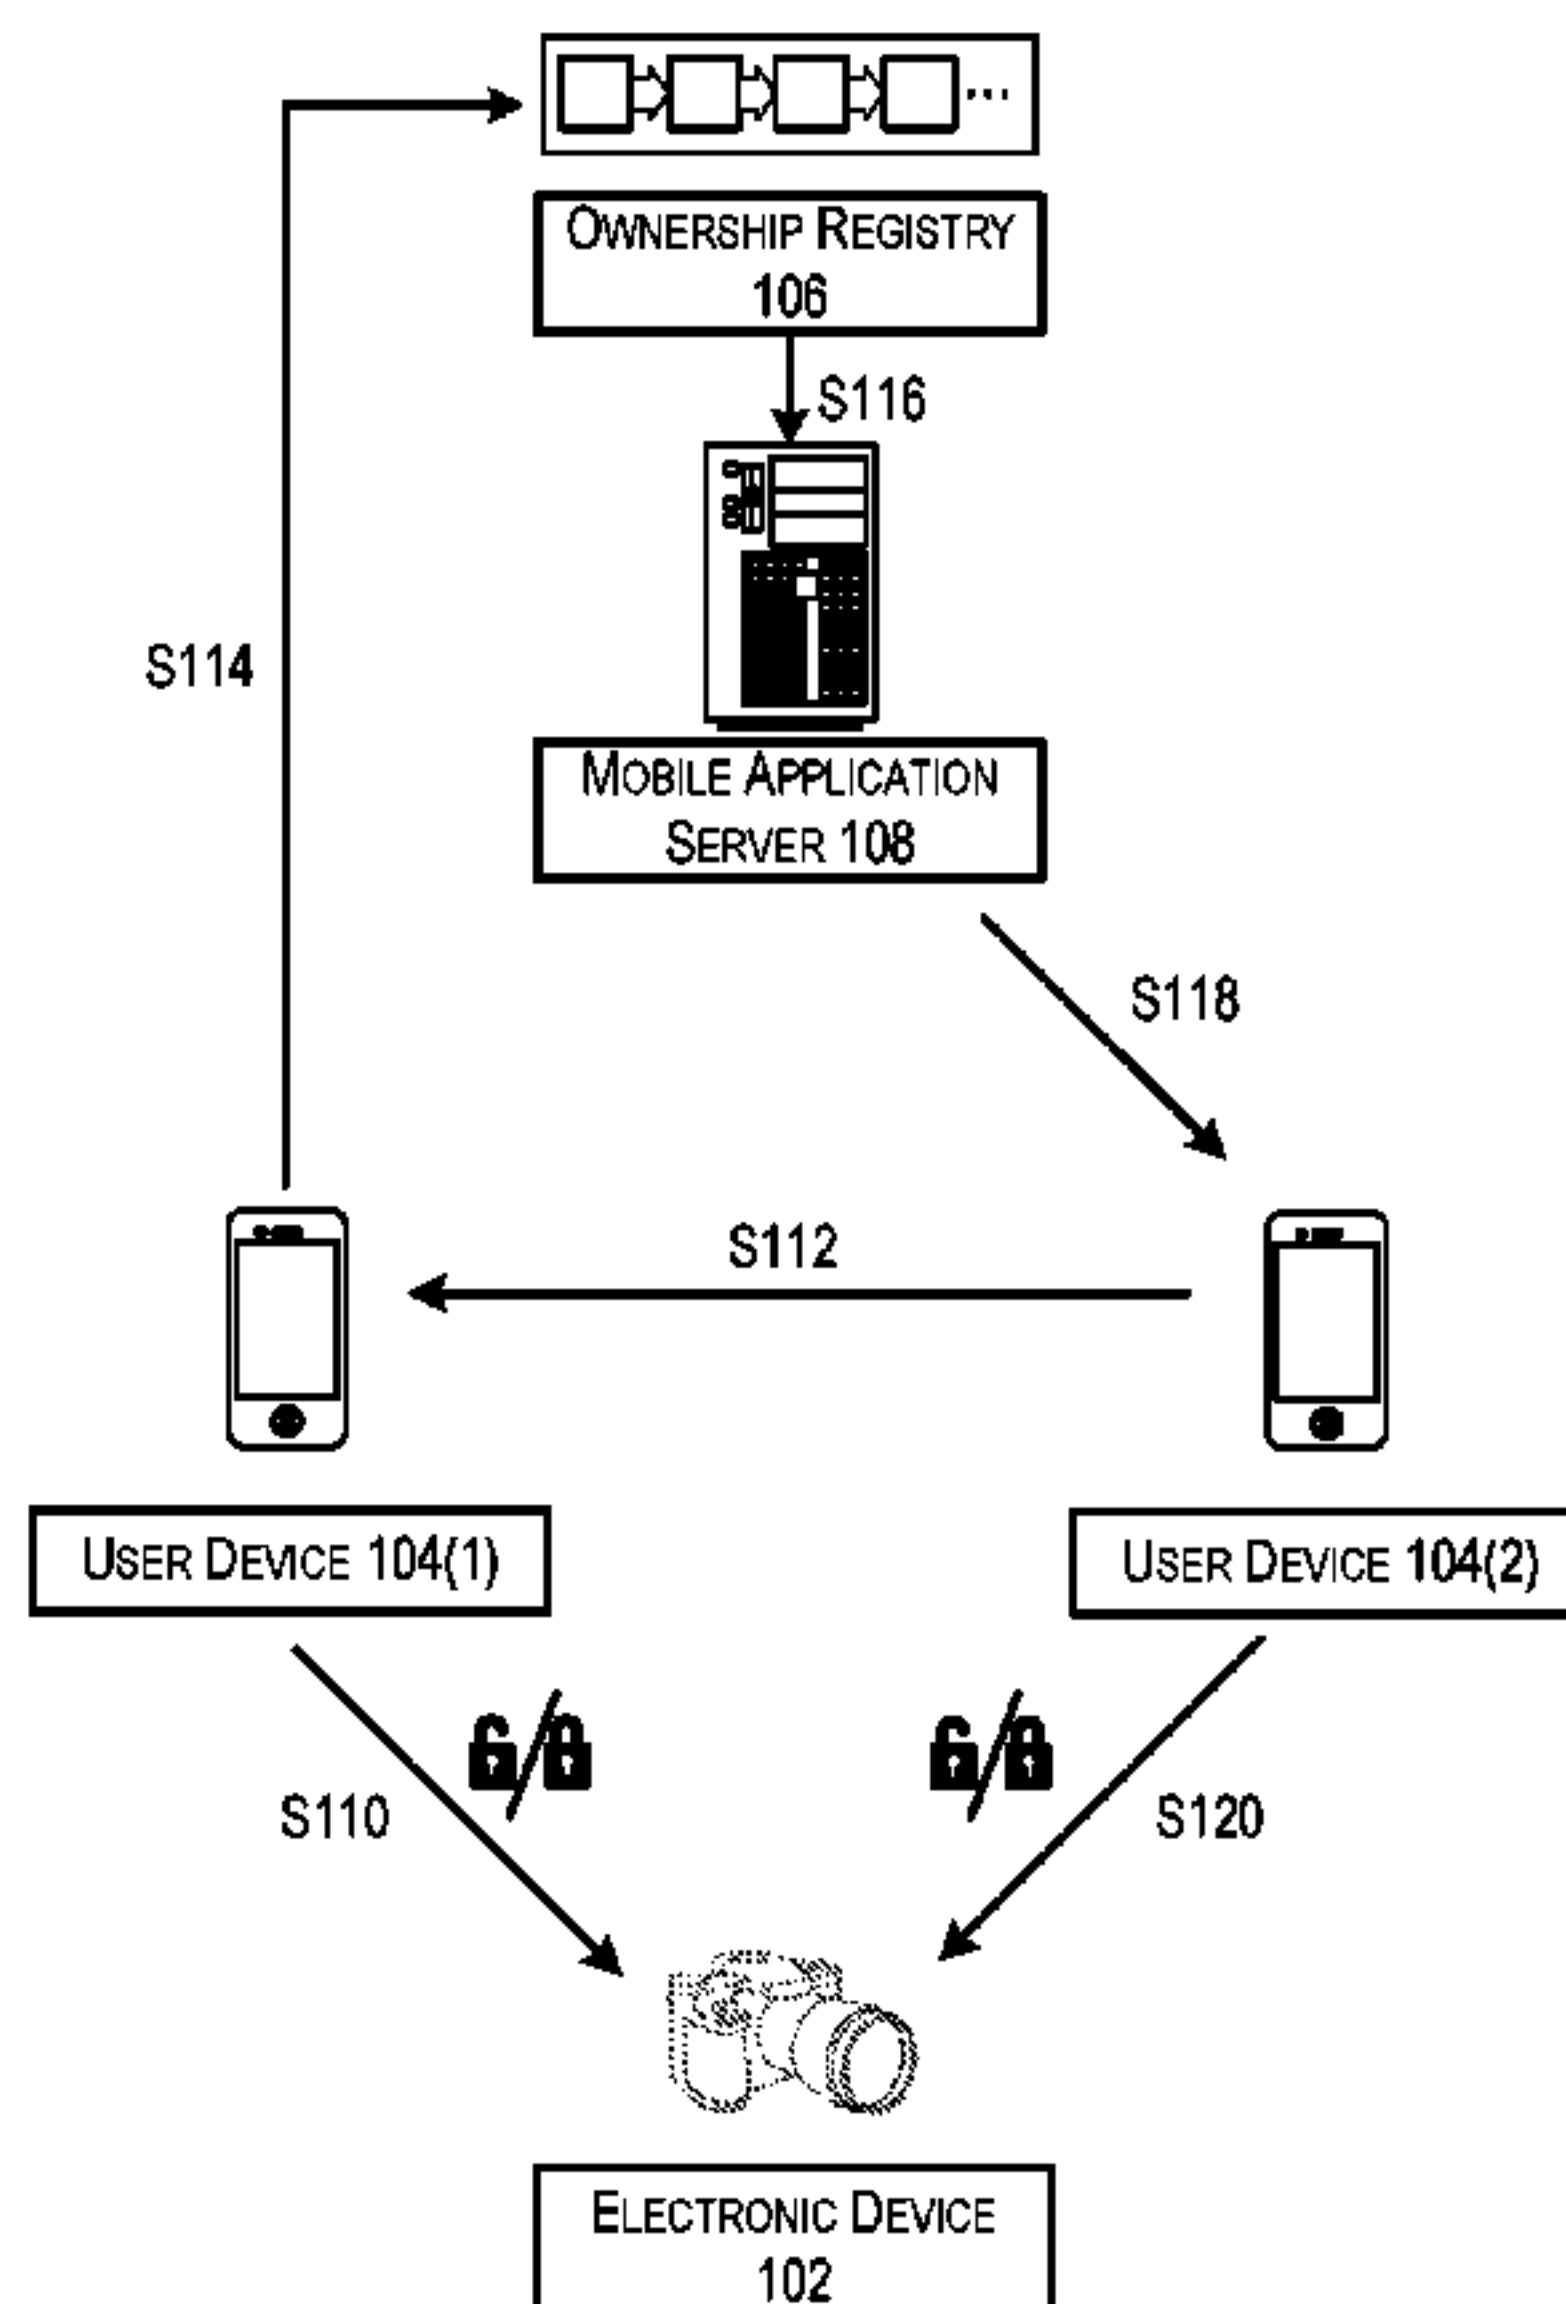 OWNERSHIP REGISTRY
106
S116
S114
MOBILE APPLICATION
SERVER 108
S118
S112
USER DEVICE 104(1)
USER DEVICE 104(2)
S110
S120
ELECTRONIC DEVICE
102